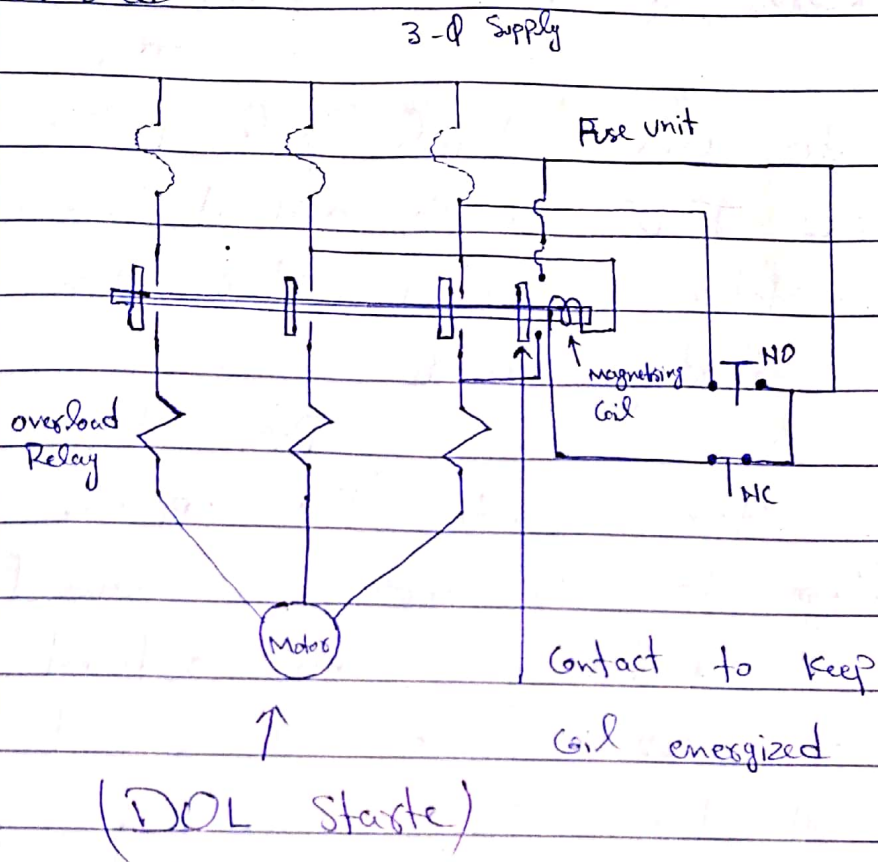 3-Φ Supply
Fuse unit
NO
Magnetising
Coil
overload
Relay
NC
Motor
Contact to Keep
Coil energized
(DOL Starte)